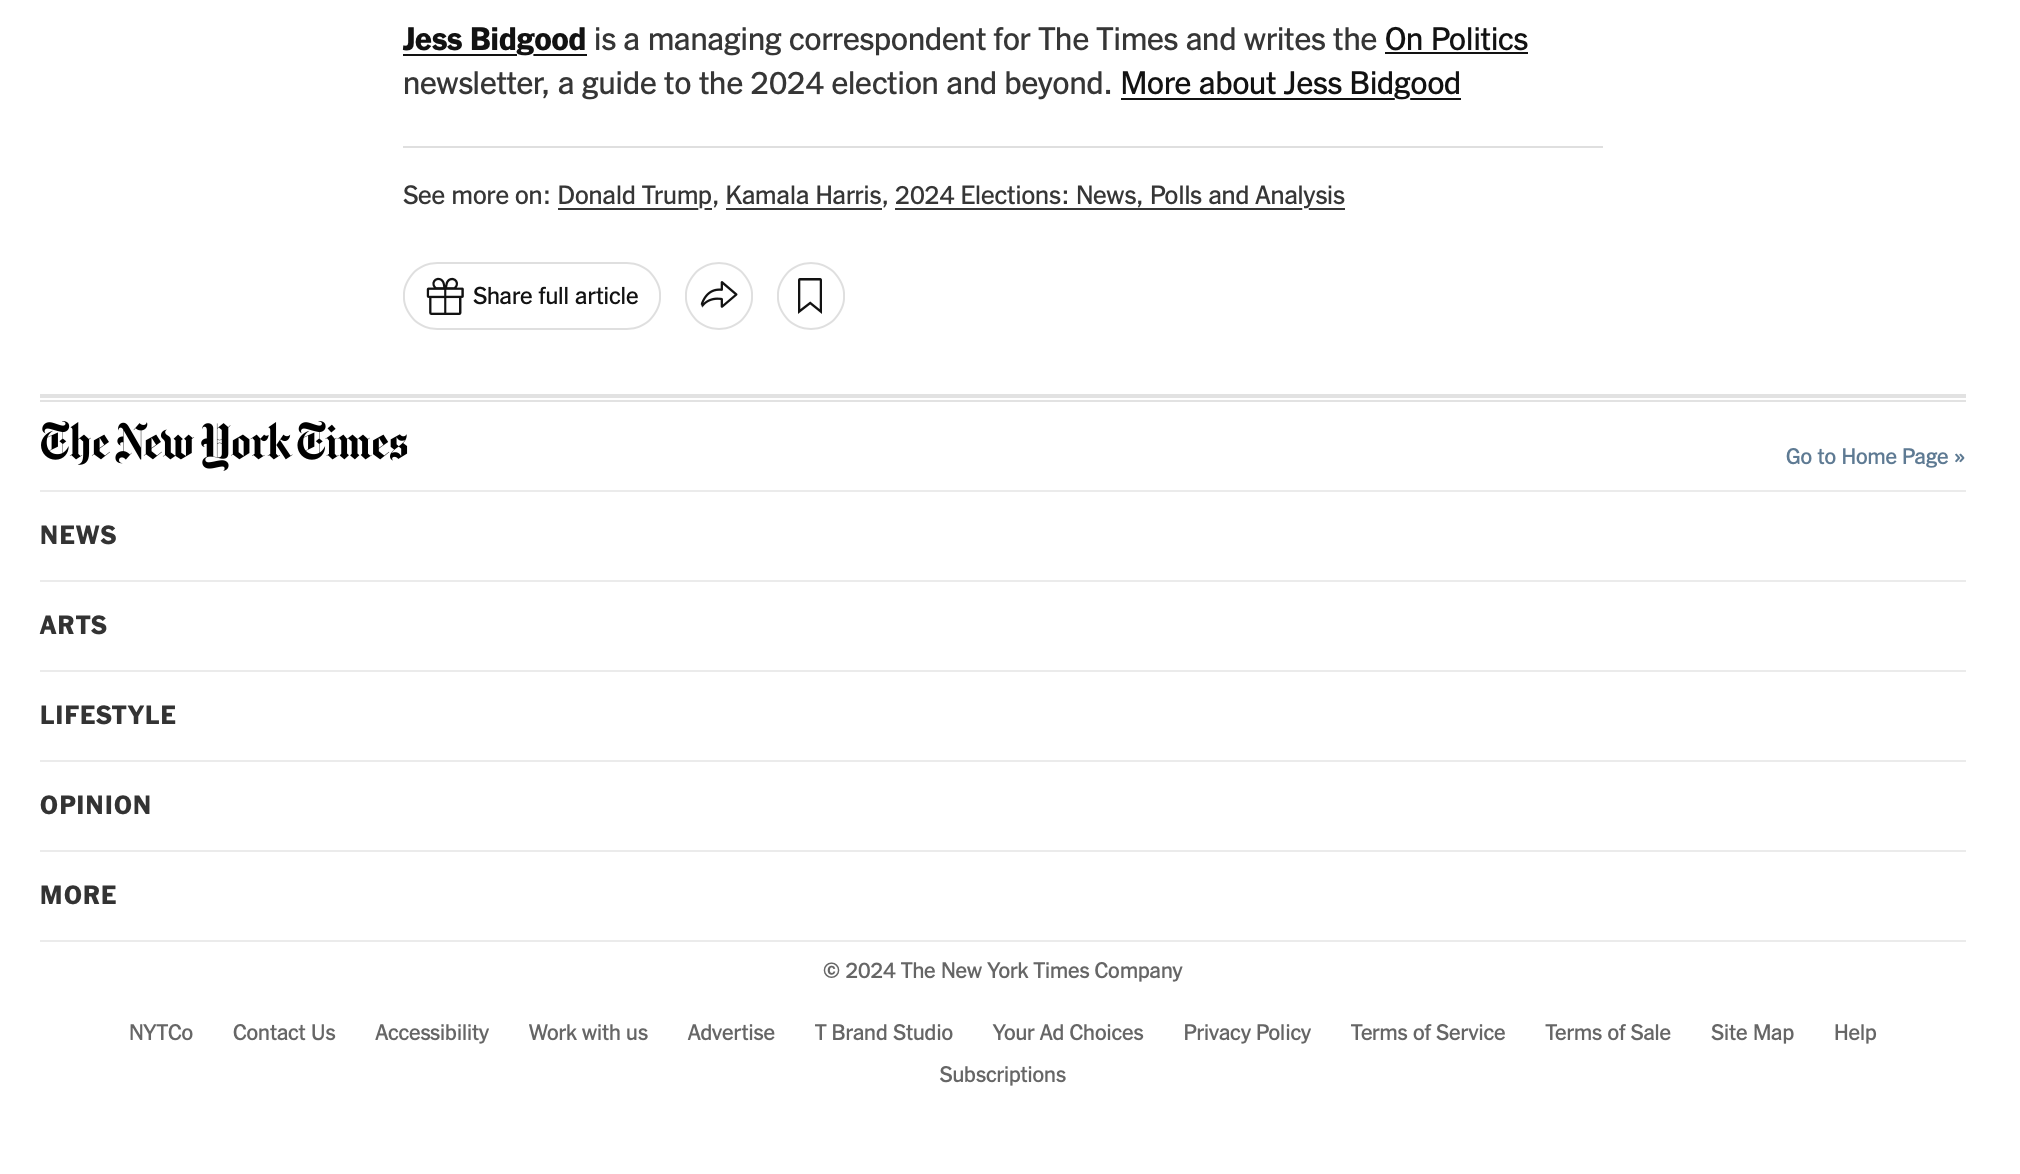 Jess Bidgood is a managing correspondent for The Times and writes the On Politics
newsletter, a guide to the 2024 election and beyond. More about Jess Bidgood
See more on: Donald Trump, Kamala Harris, 2024 Elections: News, Polls and Analysis
Share full article
The New York Times
Go to Home Page »
NEWS
ARTS
LIFESTYLE
OPINION
MORE
© 2024 The New York Times Company
NYTCo Contact Us Accessibility Work with us Advertise T Brand Studio Your Ad Choices Privacy Policy Terms of Service Terms of Sale Site Map Help
Subscriptions